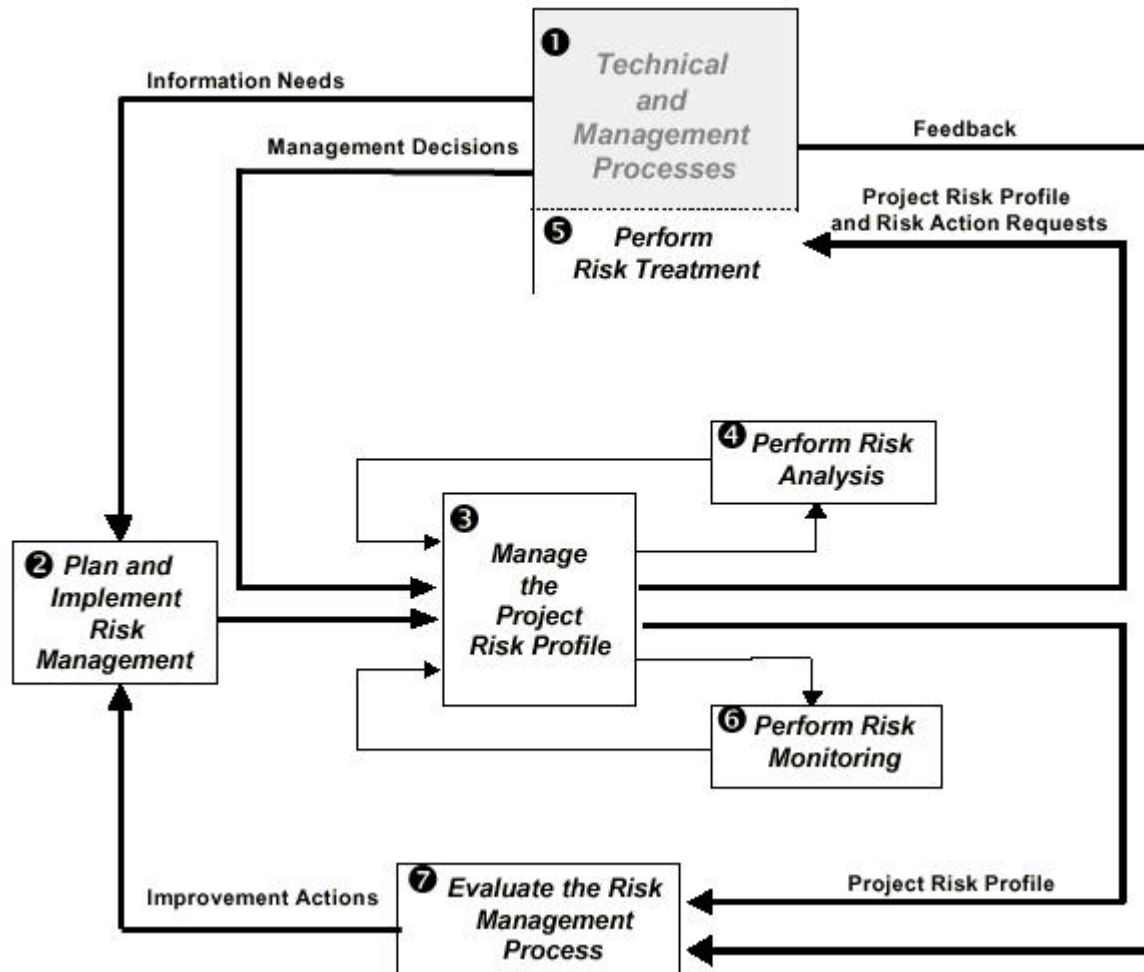 ❶
Technical
and
Management
Processes
Information Needs
Management Decisions
Feedback
Project Risk Profile
and Risk Action Requests
❺ Perform
Risk Treatment
❹ Perform Risk
Analysis
❸
Manage
the
Project
Risk Profile
❷ Plan and
Implement
Risk
Management
❻ Perform Risk
Monitoring
❼ Evaluate the Risk
Management
Process
Improvement Actions
Project Risk Profile